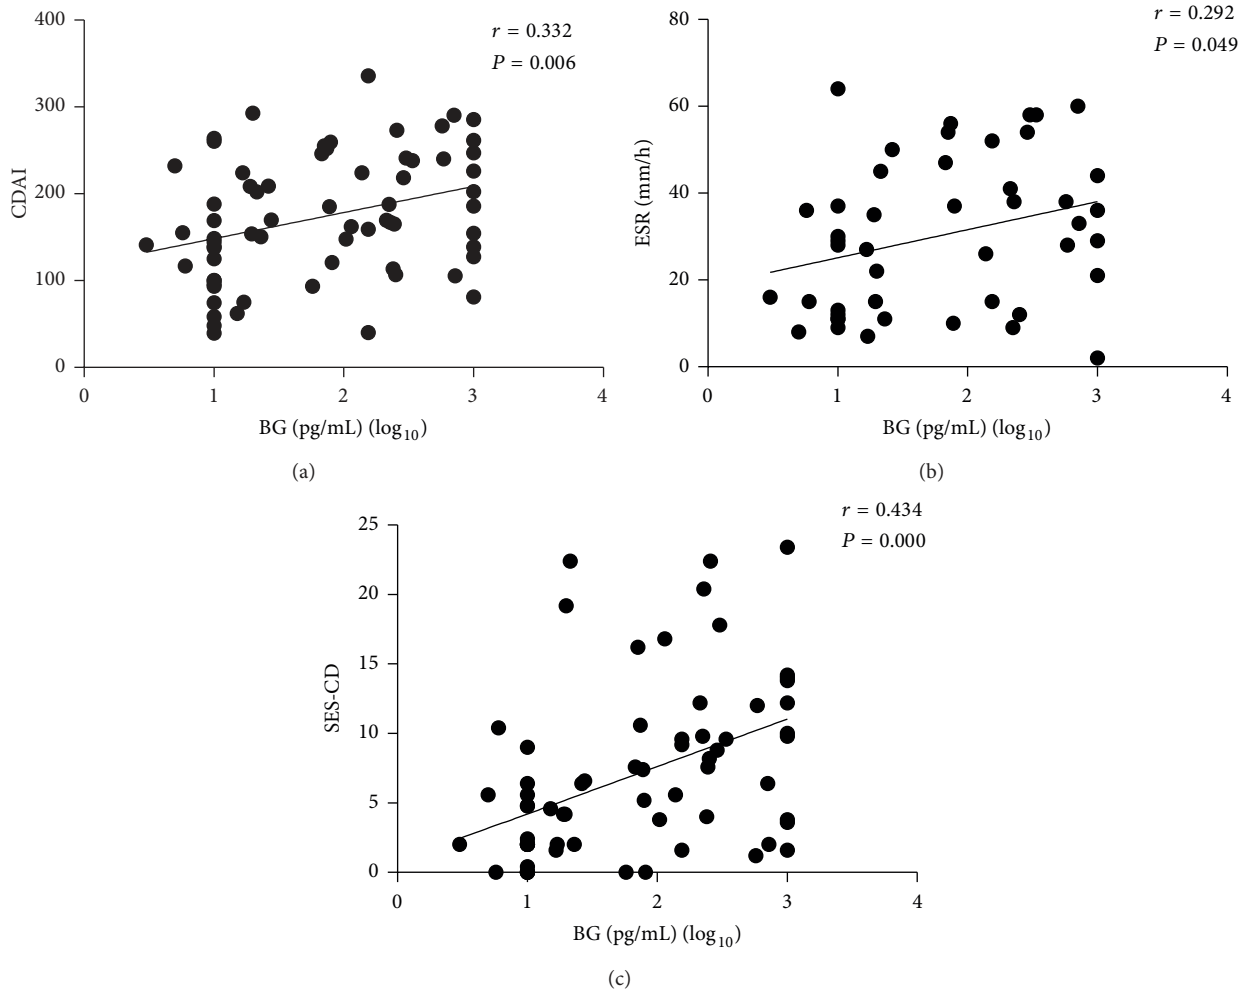 400
300
200
100
0
CDAI
r = 0.332
P = 0.006
0 1 2 3 4
BG (pg/mL) (log10)
(a)
80
60
40
20
0
ESR (mm/h)
r = 0.292
P = 0.049
0 1 2 3 4
BG (pg/mL) (log10)
(b)
25
20
15
10
5
0
SES-CD
r = 0.434
P = 0.000
0 1 2 3 4
BG (pg/mL) (log10)
(c)